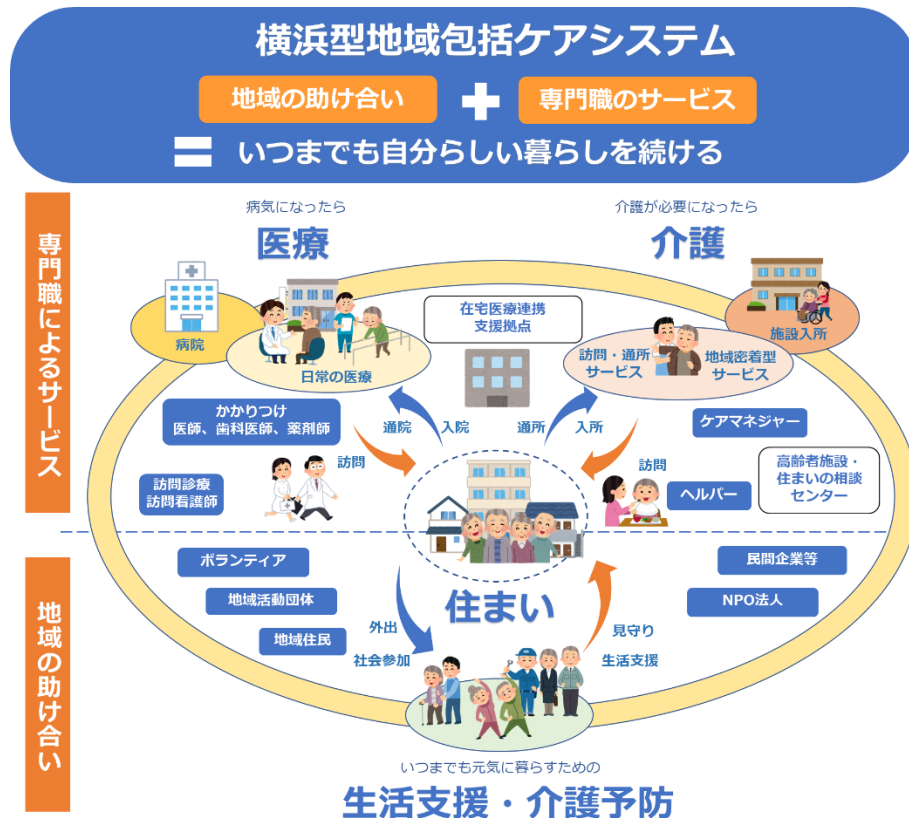 横浜型地域包括ケアシステム
地域の助け合い + 専門職のサービス
= いつまでも自分らしい暮らしを続ける
専門職によるサービス
病気になったら
医療
介護が必要になったら
介護
病院
日常の医療
在宅医療連携
支援拠点
訪問・通所
サービス
地域密着型
サービス
施設入所
かかりつけ
医師、歯科医師、薬剤師
通院
入院
通所
入所
ケアマネジャー
訪問
訪問
訪問診療
訪問看護師
ヘルパー
高齢者施設・
住まいの相談
センター
地域の助け合い
ボランティア
地域活動団体
地域住民
住まい
民間企業等
NPO法人
外出
社会参加
見守り
生活支援
いつまでも元気に暮らすための
生活支援・介護予防